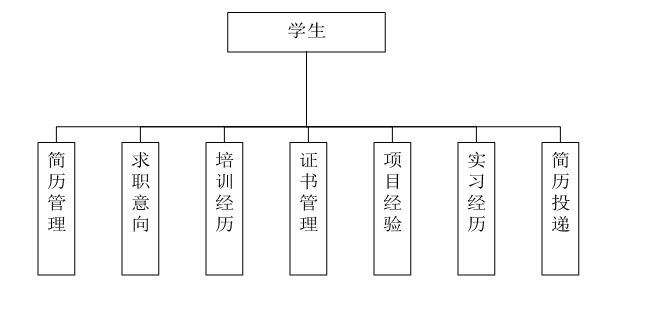 学生
简历管理
求职意向
培训经历
证书管理
项目经验
实习经历
简历投递